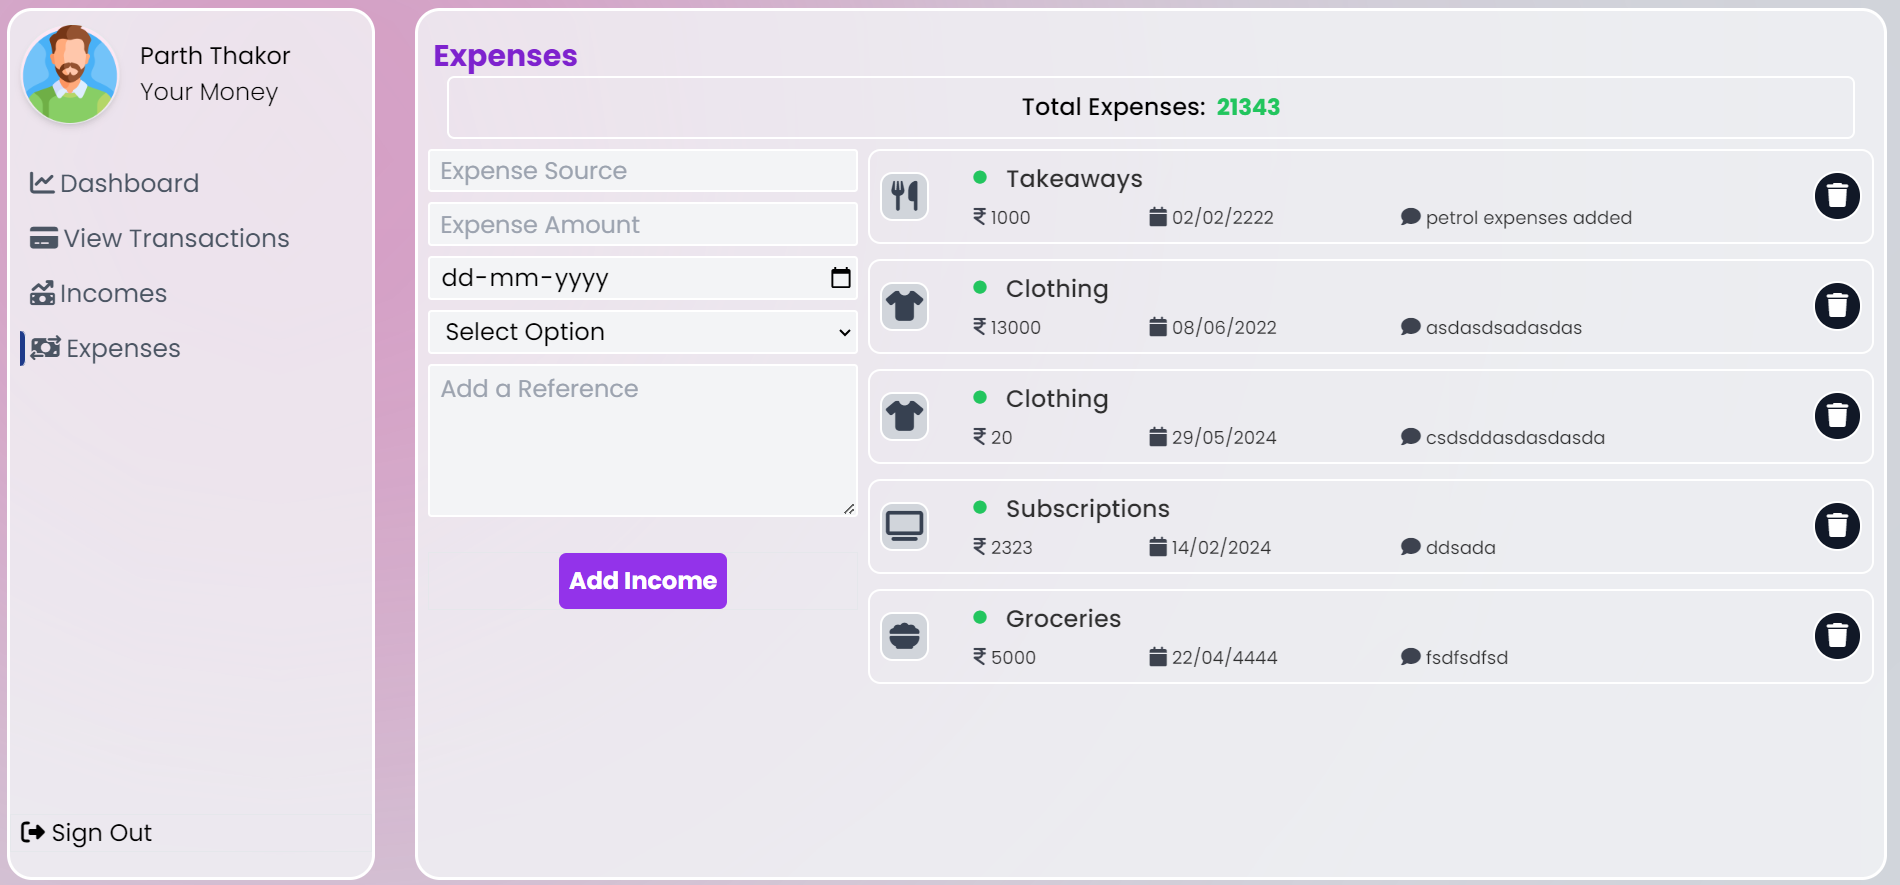 Parth Thakor
Your Money
Dashboard
View Transactions
Incomes
Expenses
Sign Out
Expenses
Total Expenses: 21343
Expense Source
Expense Amount
dd-mm-yyyy
Select Option
Add a Reference
Add Income
Takeaways
₹ 1000 02/02/2222 petrol expenses added
Clothing
₹ 13000 08/06/2022 asdasdsadasdas
Clothing
₹ 20 29/05/2024 csdsddasdasdasda
Subscriptions
₹ 2323 14/02/2024 ddsada
Groceries
₹ 5000 22/04/4444 fsdfsdfsd